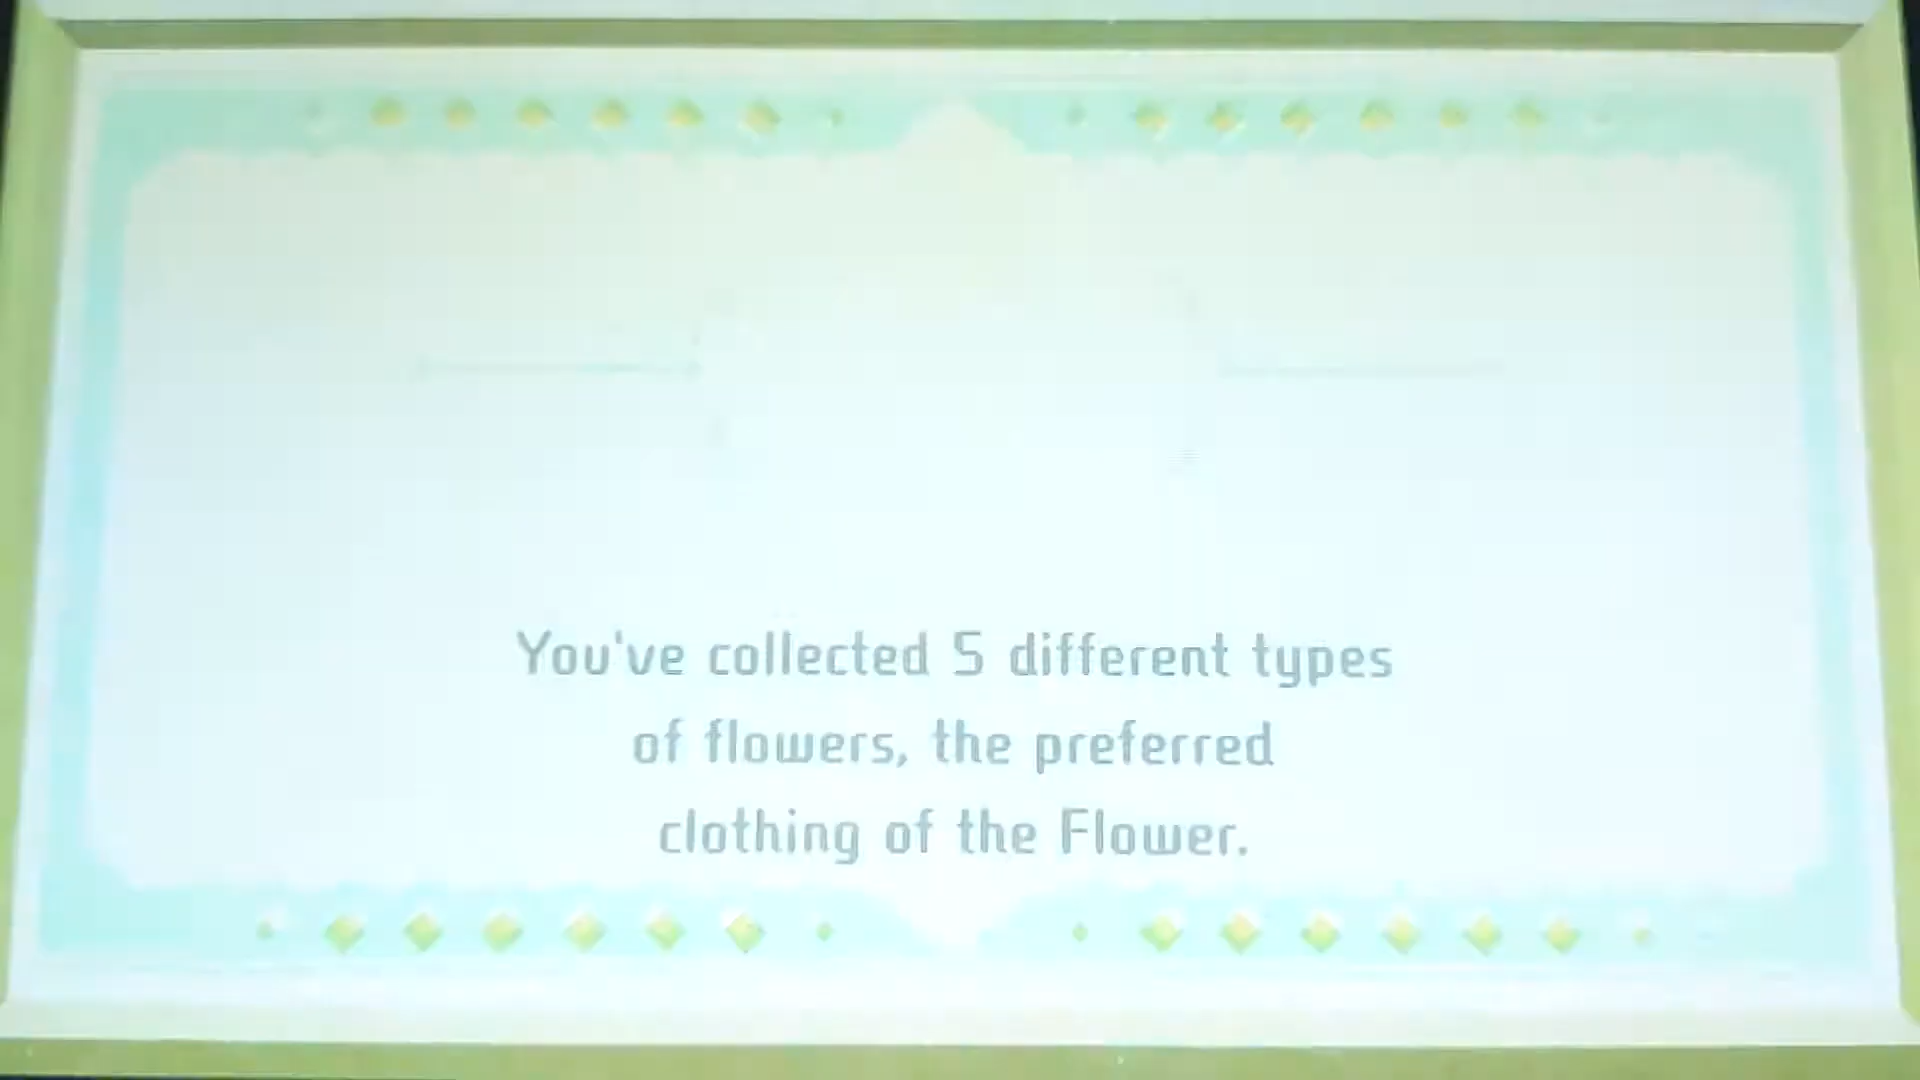 You've collected 5 different types
of flowers, the preferred
clothing of the Flower.